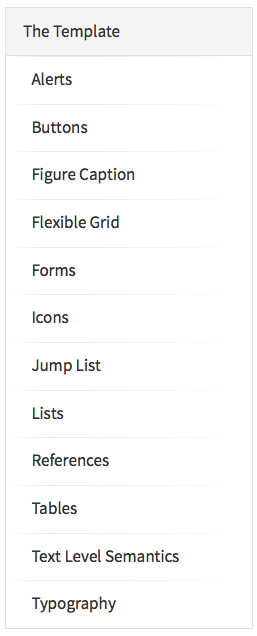 The Template
Alerts
Buttons
Figure Caption
Flexible Grid
Forms
Icons
Jump List
Lists
References
Tables
Text Level Semantics
Typography